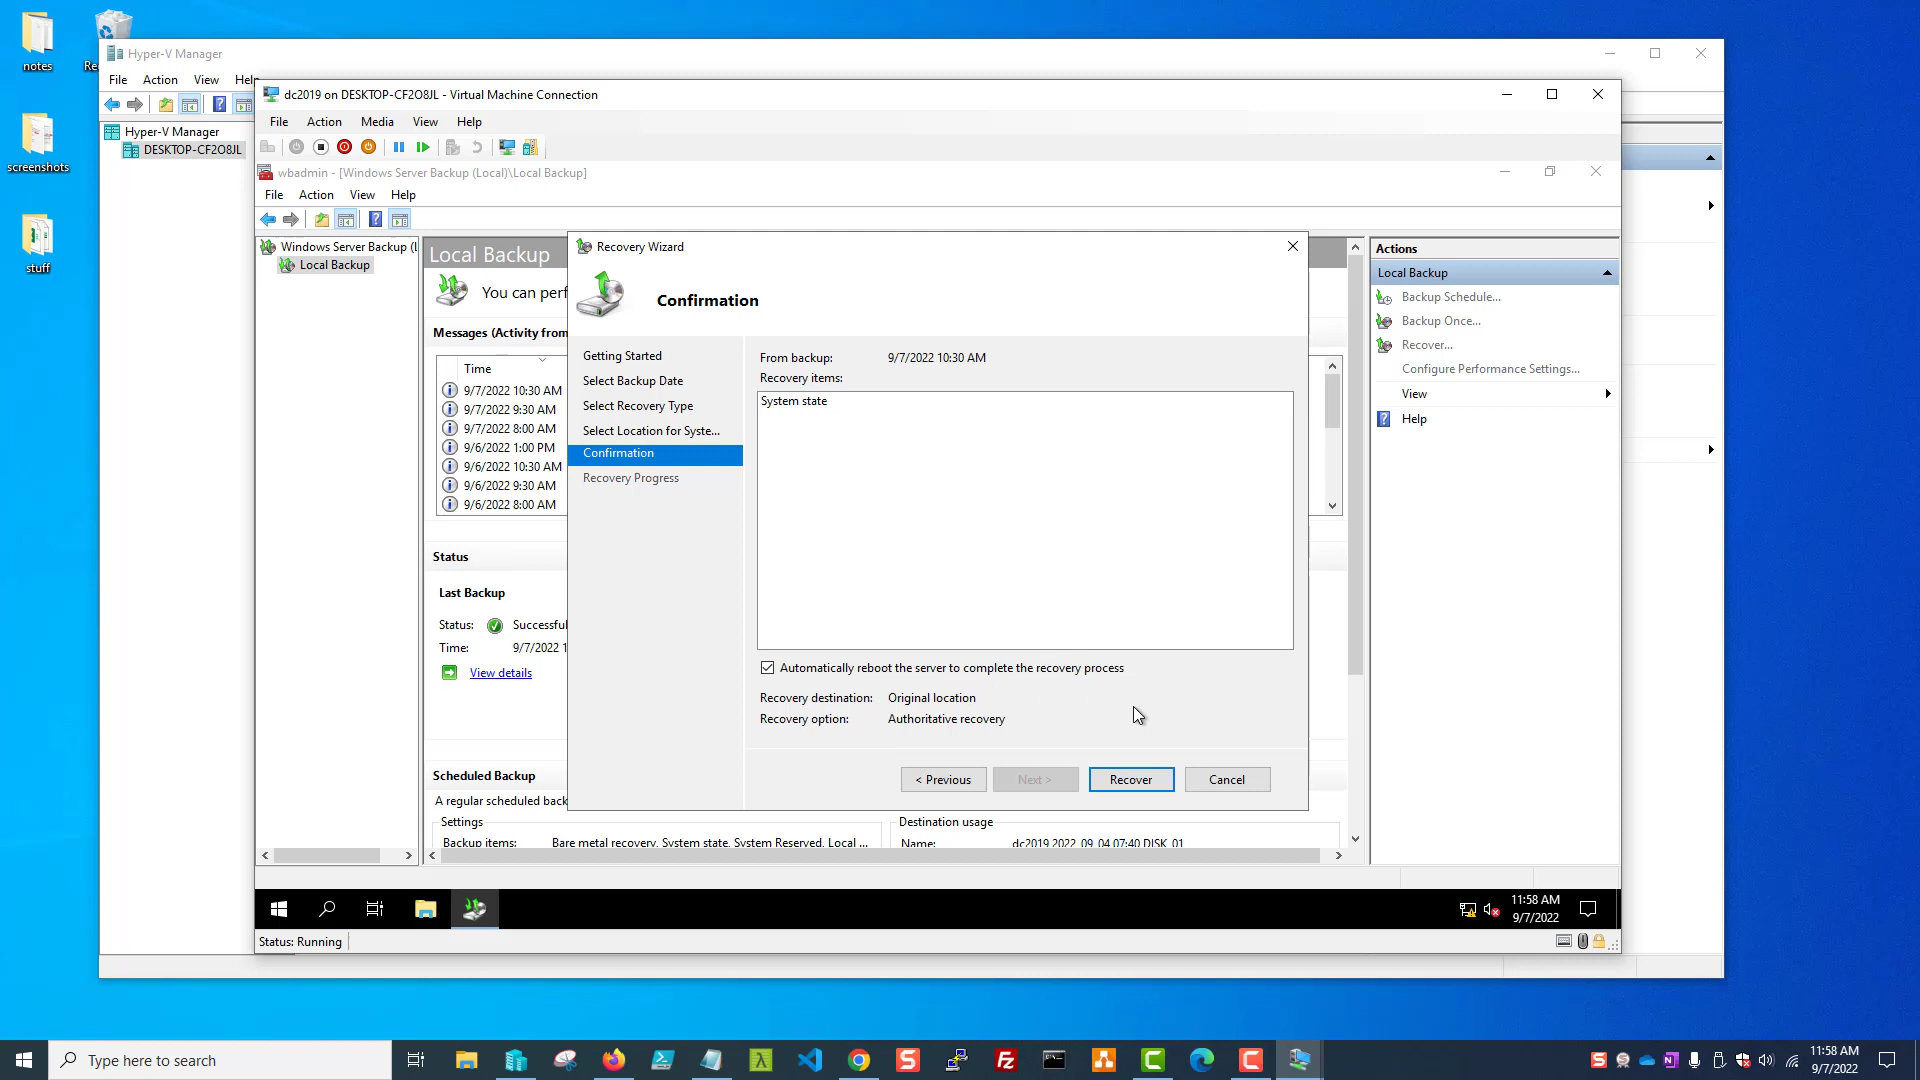 notes
Re
screenshots
stuff
Hyper-V Manager
File Action View Help
Hyper-V Manager
DESKTOP-CF2O8JL
dc2019 on DESKTOP-CF2O8JL - Virtual Machine Connection
File Action Media View Help
wbadmin - [Windows Server Backup (Local)\Local Backup]
File Action View Help
Windows Server Backup (L
Local Backup
Local Backup
You can perf
Messages (Activity from
Time
9/7/2022 10:30 AM
9/7/2022 9:30 AM
9/7/2022 8:00 AM
9/6/2022 1:00 PM
9/6/2022 10:30 AM
9/6/2022 9:30 AM
9/6/2022 8:00 AM
Status
Last Backup
Status: Successful
Time: 9/7/2022 1
View details
Scheduled Backup
A regular scheduled back
Settings
Backup items: Bare metal recovery, System state, System Reserved, Local ...
Destination usage
Name: dc2019 2022_09_04 07:40 DISK_01
Recovery Wizard
Confirmation
Getting Started
Select Backup Date
Select Recovery Type
Select Location for Syste...
Confirmation
Recovery Progress
From backup: 9/7/2022 10:30 AM
Recovery items:
System state
Automatically reboot the server to complete the recovery process
Recovery destination: Original location
Recovery option: Authoritative recovery
< Previous
Next >
Recover
Cancel
Actions
Local Backup
Backup Schedule...
Backup Once...
Recover...
Configure Performance Settings...
View
Help
11:58 AM
9/7/2022
Status: Running
Type here to search
11:58 AM
9/7/2022